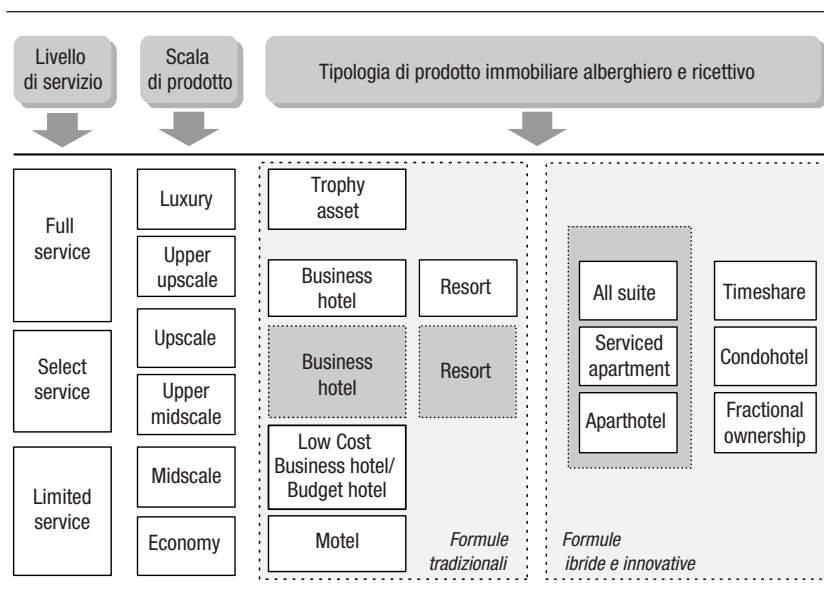 Livello
di servizio
Scala
di prodotto
Tipologia di prodotto immobiliare alberghiero e ricettivo
Full
service
Select
service
Limited
service
Luxury
Upper
upscale
Upscale
Upper
midscale
Midscale
Economy
Trophy
asset
Business
hotel
Resort
Business
hotel
Resort
Low Cost
Business hotel/
Budget hotel
Motel
Formule
tradizionali
All suite
Serviced
apartment
Aparthotel
Timeshare
Condohotel
Fractional
ownership
Formule
ibride e innovative